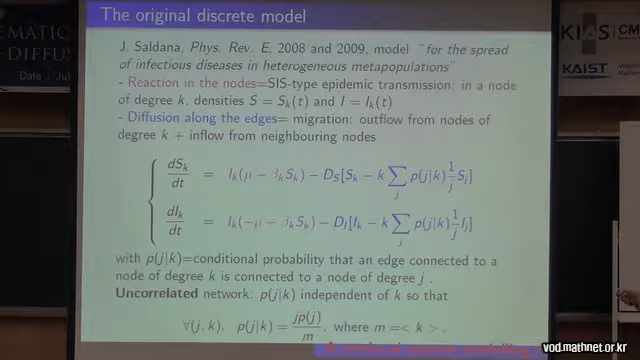 The original discrete model
J. Saldana, Phys. Rev. E, 2008 and 2009, model "for the spread
of infectious diseases in heterogeneous metapopulations"
- Reaction in the nodes=SIS-type epidemic transmission: in a node
of degree k, densities S = S_k(t) and I = I_k(t)
- Diffusion along the edges= migration: outflow from nodes of
degree k + inflow from neighbouring nodes
dS_k/dt = I_k(μ − β_k S_k) − D_S[S_k − k ∑_j p(j|k) 1/j S_j]
dI_k/dt = I_k(−μ + β_k S_k) − D_I[I_k − k ∑_j p(j|k) 1/j I_j]
with p(j|k)=conditional probability that an edge connected to a
node of degree k is connected to a node of degree j.
Uncorrelated network: p(j|k) independent of k so that
∀(j, k), p(j|k) = jp(j)/m, where m =< k >.
KIAS
KAIST
vod.mathnet.or.kr